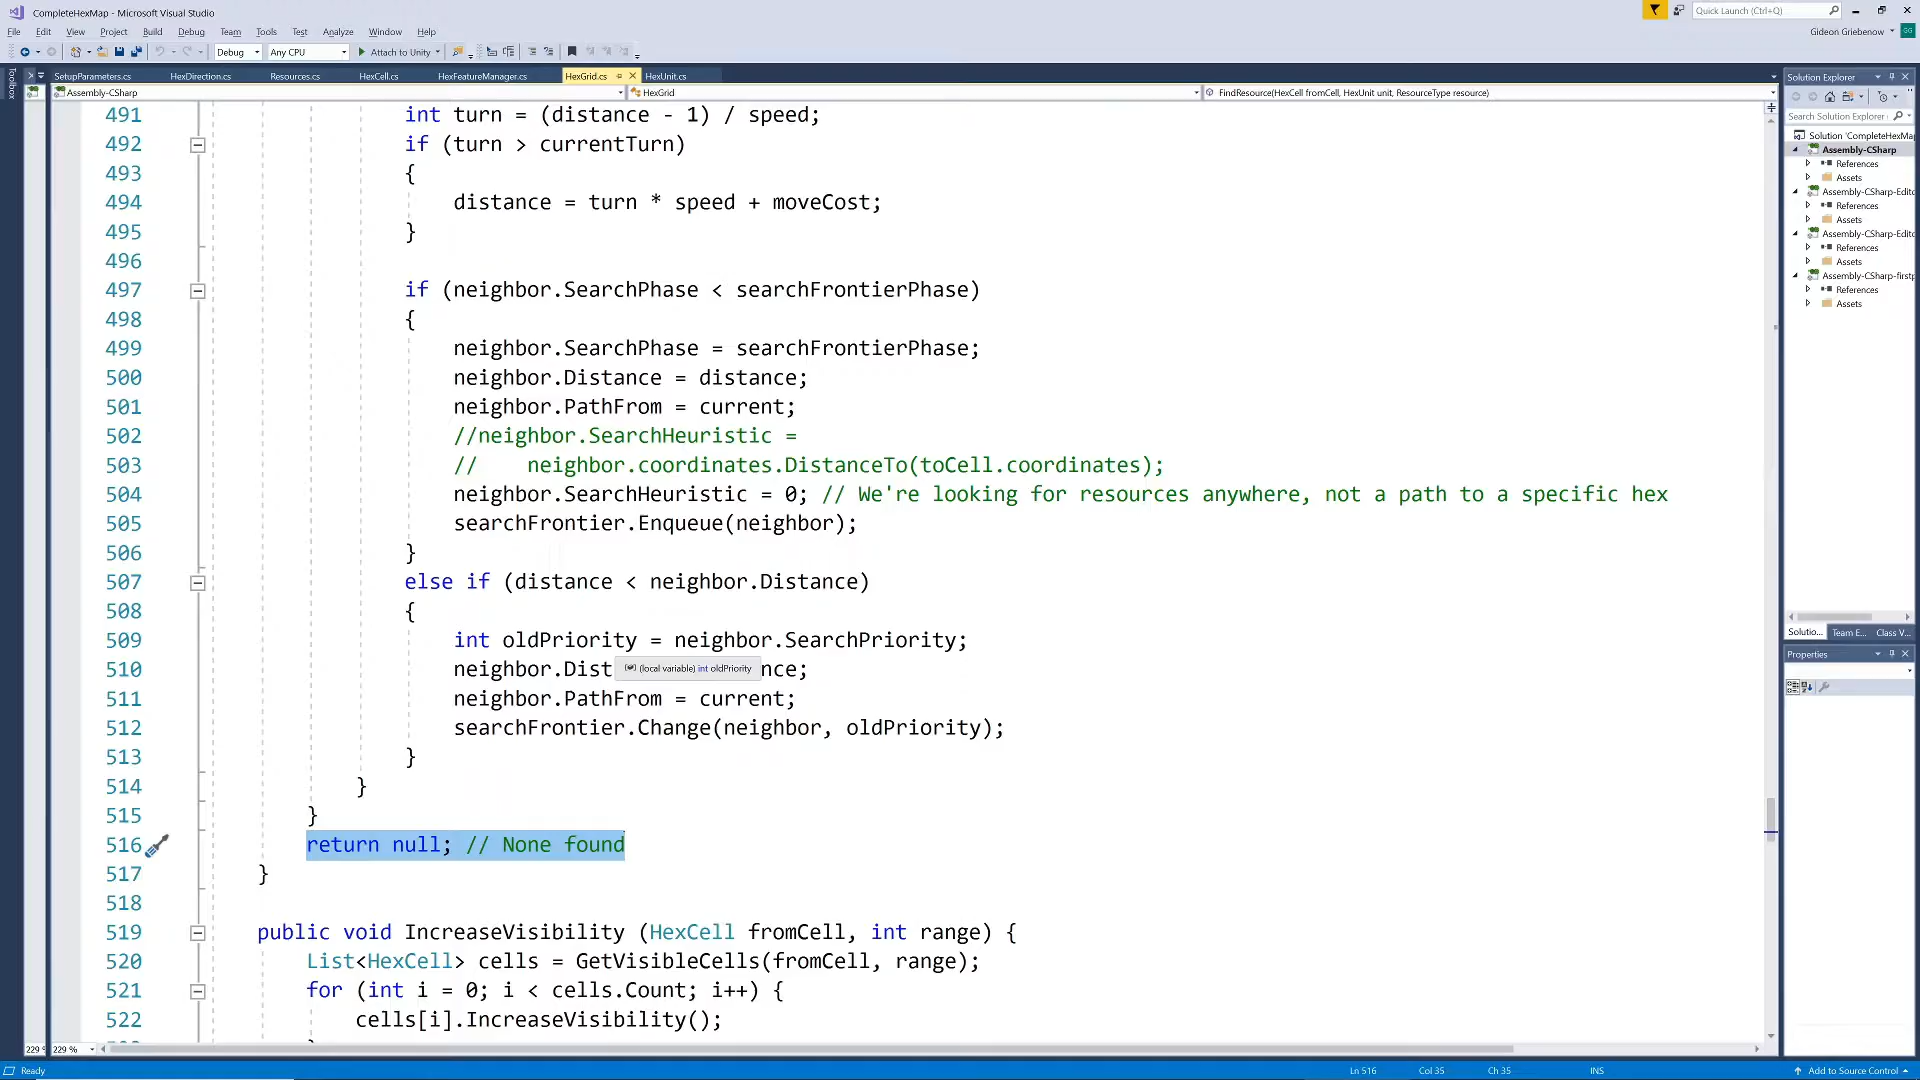 CompleteHexMap - Microsoft Visual Studio
Quick Launch (Ctrl+Q)
File Edit View Project Build Debug Team Tools Test Analyze Window Help
Gideon Griebenow
GG
Debug Any CPU Attach to Unity
Toolbox
SetupParameters.cs HexDirection.cs Resources.cs HexCell.cs HexFeatureManager.cs HexGrid.cs HexUnit.cs
Assembly-CSharp HexGrid FindResource(HexCell fromCell, HexUnit unit, ResourceType resource)
491 int turn = (distance - 1) / speed;
492 if (turn > currentTurn)
493 {
494 distance = turn * speed + moveCost;
495 }
496
497 if (neighbor.SearchPhase < searchFrontierPhase)
498 {
499 neighbor.SearchPhase = searchFrontierPhase;
500 neighbor.Distance = distance;
501 neighbor.PathFrom = current;
502 //neighbor.SearchHeuristic =
503 // neighbor.coordinates.DistanceTo(toCell.coordinates);
504 neighbor.SearchHeuristic = 0; // We're looking for resources anywhere, not a path to a specific hex
505 searchFrontier.Enqueue(neighbor);
506 }
507 else if (distance < neighbor.Distance)
508 {
509 int oldPriority = neighbor.SearchPriority;
510 neighbor.Dist (local variable) int oldPriority nce;
511 neighbor.PathFrom = current;
512 searchFrontier.Change(neighbor, oldPriority);
513 }
514 }
515 }
516 return null; // None found
517 }
518
519 public void IncreaseVisibility (HexCell fromCell, int range) {
520 List<HexCell> cells = GetVisibleCells(fromCell, range);
521 for (int i = 0; i < cells.Count; i++) {
522 cells[i].IncreaseVisibility();
229 229 %
Solution Explorer
Search Solution Explorer
Solution 'CompleteHexMap
Assembly-CSharp
References
Assets
Assembly-CSharp-Edito
References
Assets
Assembly-CSharp-Edito
References
Assets
Assembly-CSharp-firstp
References
Assets
Solutio... Team E... Class V...
Properties
Ready Ln 516 Col 35 Ch 35 INS Add to Source Control